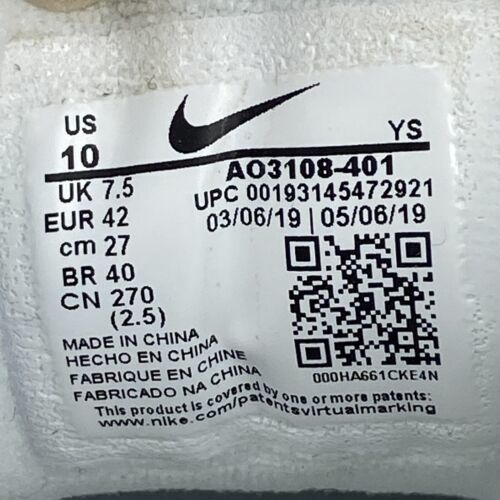 US YS
10 AO3108-401
UK 7.5 UPC 00193145472921
EUR 42 03/06/19 | 05/06/19
cm 27
BR 40
CN 270
(2.5)
000HA661CKE4N
MADE IN CHINA
HECHO EN CHINA
FABRIQUE EN CHINE
FABRICADO NA CHINA
This product is covered by one or more patents
www.nike.com/patentsvirtualmarking